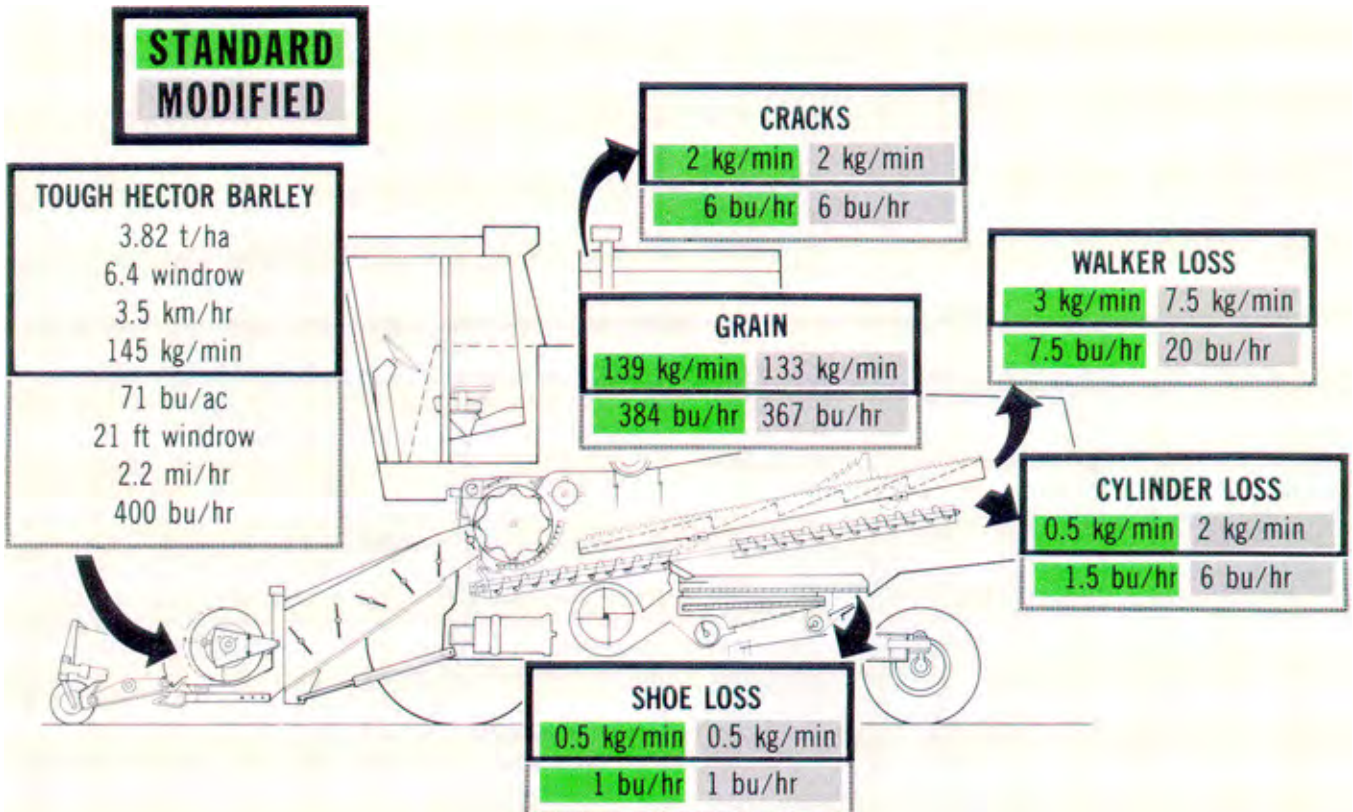 STANDARD
MODIFIED
TOUGH HECTOR BARLEY
3.82 t/ha
6.4 windrow
3.5 km/hr
145 kg/min
71 bu/ac
21 ft windrow
2.2 mi/hr
400 bu/hr
CRACKS
2 kg/min 2 kg/min
6 bu/hr 6 bu/hr
GRAIN
139 kg/min 133 kg/min
384 bu/hr 367 bu/hr
WALKER LOSS
3 kg/min 7.5 kg/min
7.5 bu/hr 20 bu/hr
CYLINDER LOSS
0.5 kg/min 2 kg/min
1.5 bu/hr 6 bu/hr
SHOE LOSS
0.5 kg/min 0.5 kg/min
1 bu/hr 1 bu/hr